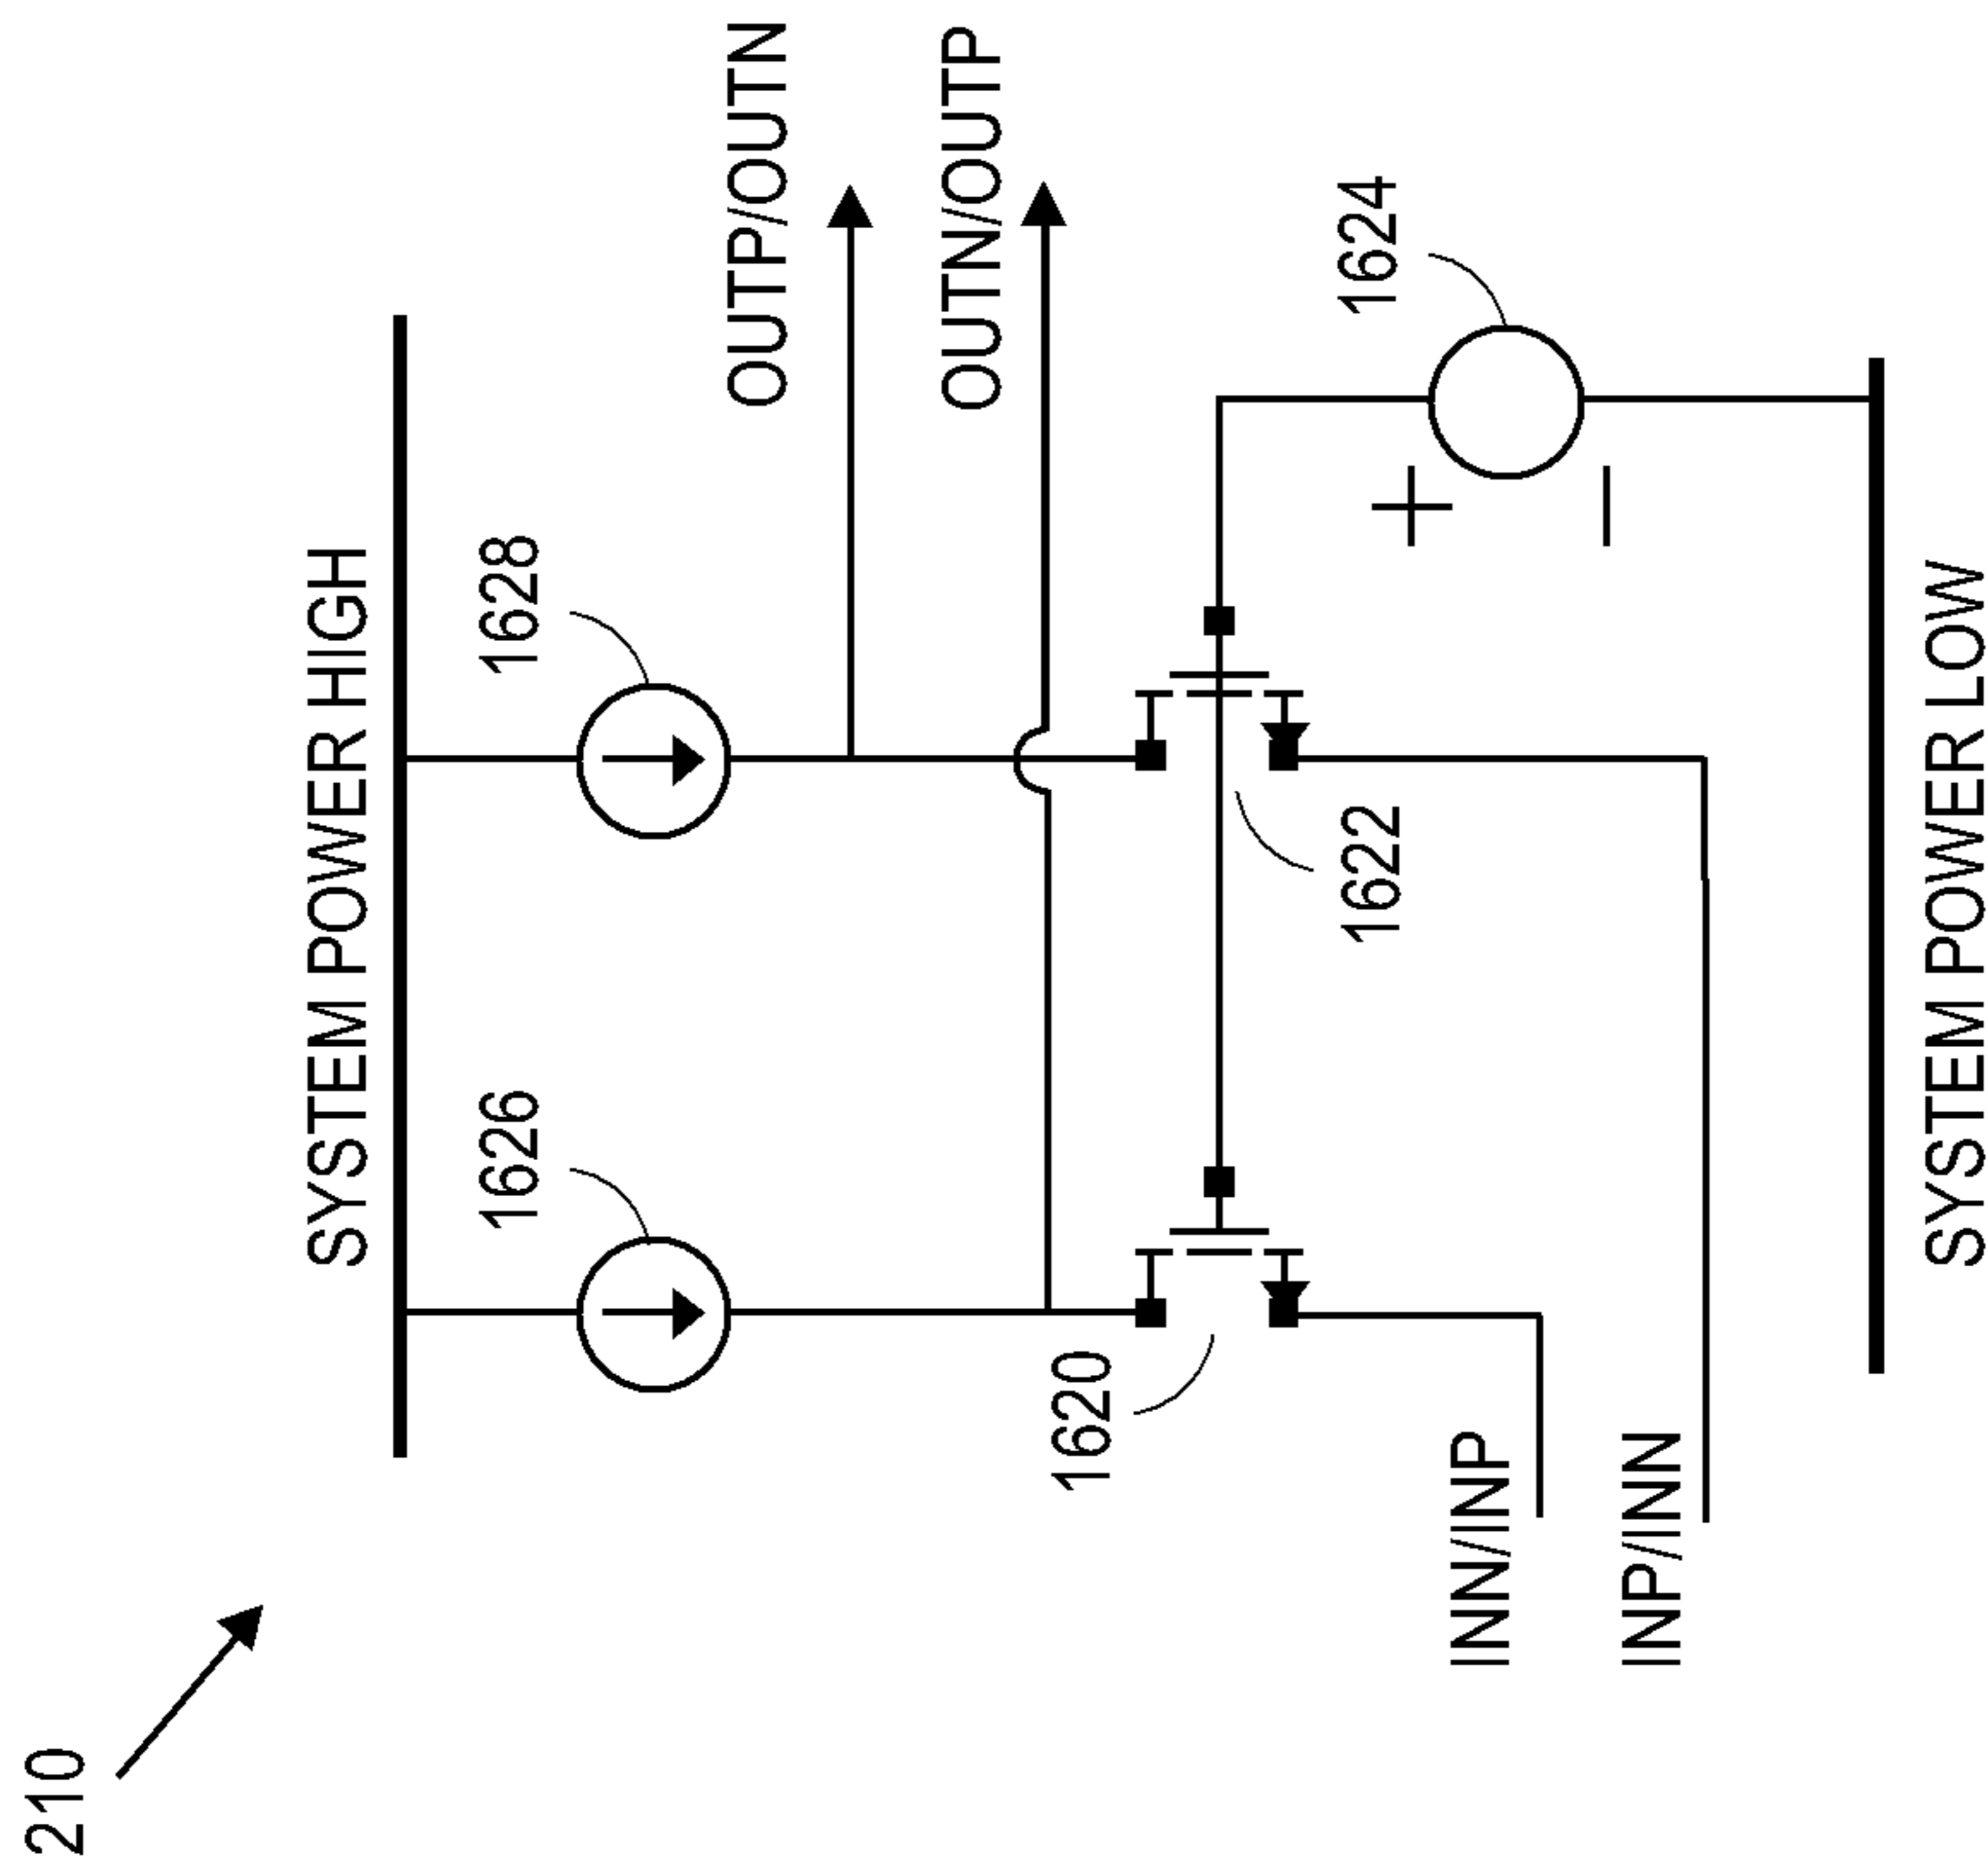 210
SYSTEM POWER HIGH
1626
1628
OUTP/OUTN
OUTN/OUTP
1620
1622
1624
+
−
INN/INP
INP/INN
SYSTEM POWER LOW